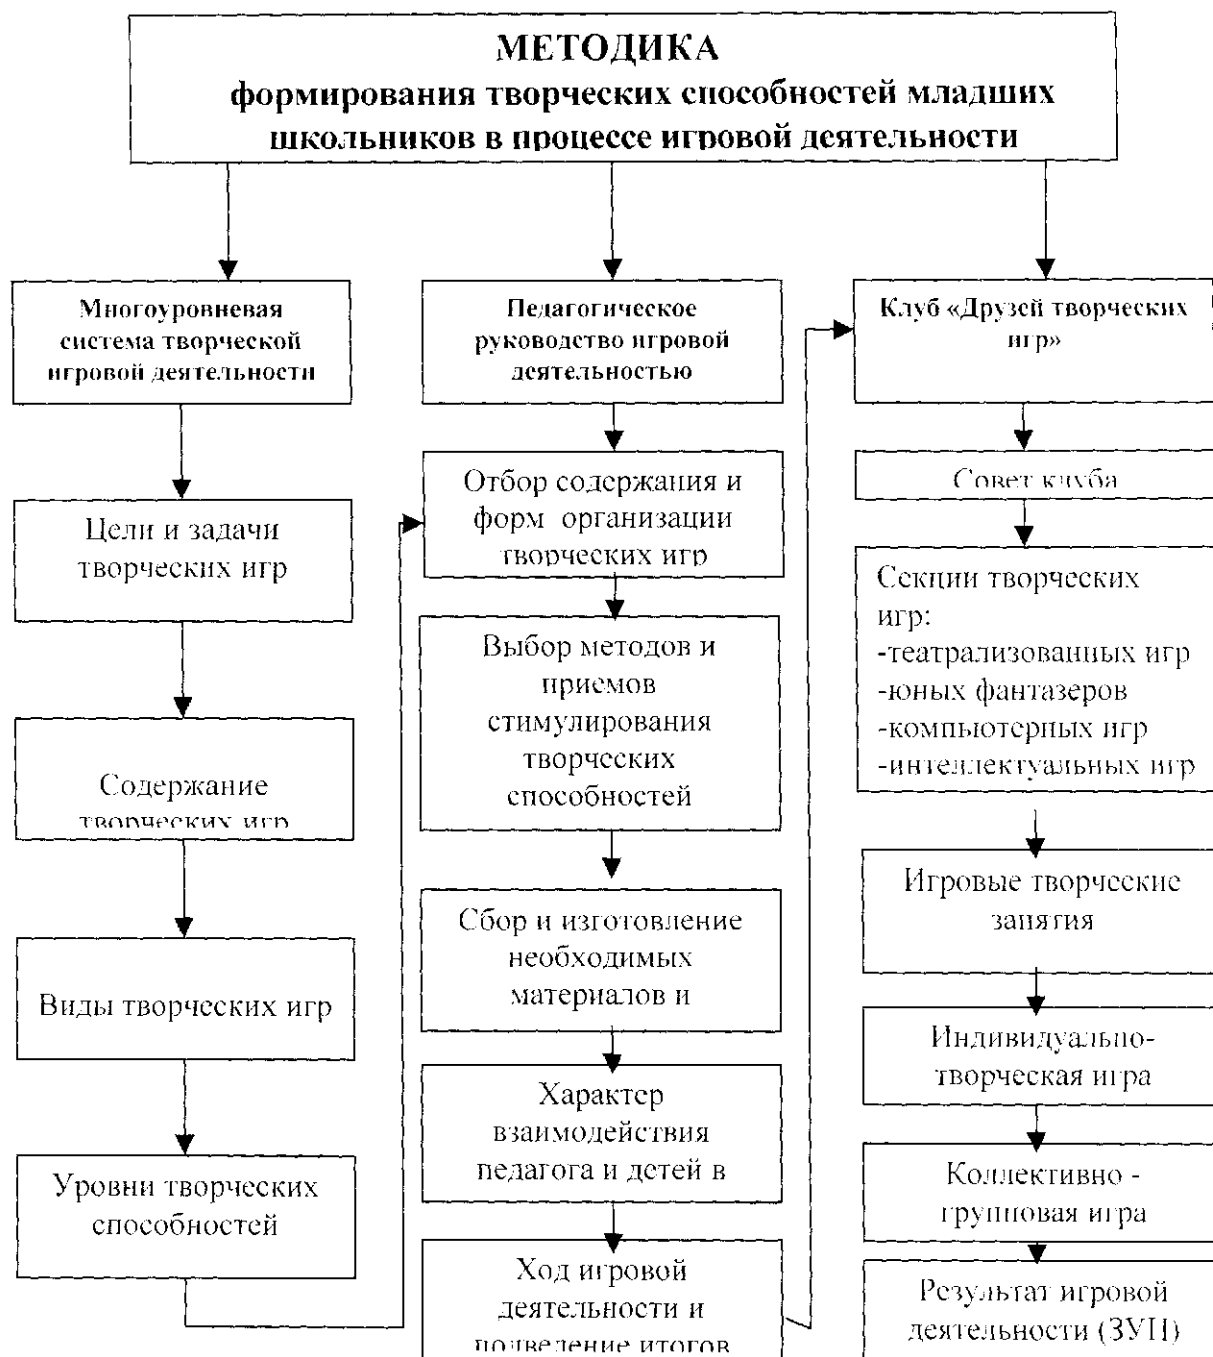 МЕТОДИКА
формирования творческих способностей младших
школьников в процессе игровой деятельности
Многоуровневая
система творческой
игровой деятельности
Цели и задачи
творческих игр
Содержание
творческих игр
Виды творческих игр
Уровни творческих
способностей
Педагогическое
руководство игровой
деятельностью
Отбор содержания и
форм организации
творческих игр
Выбор методов и
приемов
стимулирования
творческих
способностей
Сбор и изготовление
необходимых
материалов и
Характер
взаимодействия
педагога и детей в
Ход игровой
деятельности и
подведение итогов
Клуб «Друзей творческих
игр»
Совет клуба
Секции творческих
игр:
-театрализованных игр
-юных фантазеров
-компьютерных игр
-интеллектуальных игр
Игровые творческие
занятия
Индивидуально-
творческая игра
Коллективно -
групповая игра
Результат игровой
деятельности (ЗУН)